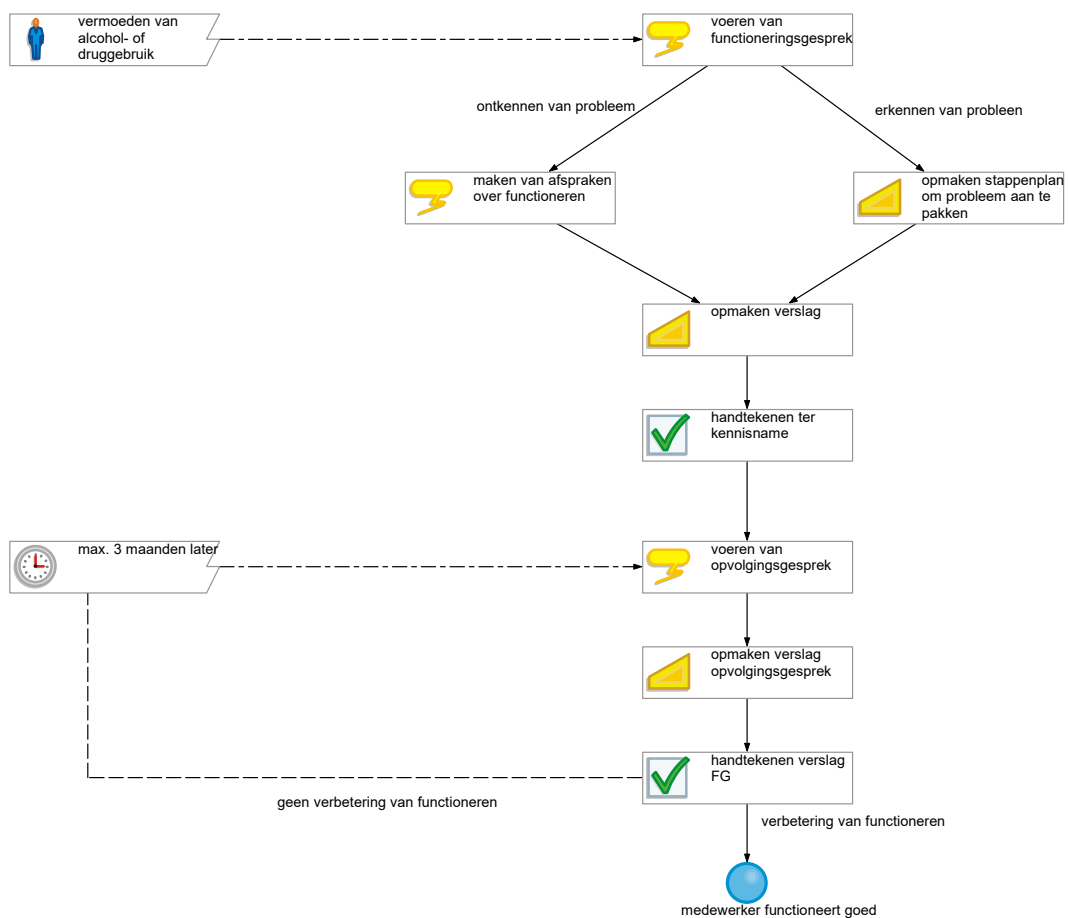 vermoeden van
alcohol- of
druggebruik
voeren van
functioneringsgesprek
ontkennen van probleem
erkennen van probleen
maken van afspraken
over functioneren
opmaken stappenplan
om probleem aan te
pakken
opmaken verslag
handtekenen ter
kennisname
max. 3 maanden later
voeren van
opvolgingsgesprek
opmaken verslag
opvolgingsgesprek
handtekenen verslag
FG
geen verbetering van functioneren
verbetering van functioneren
medewerker functioneert goed